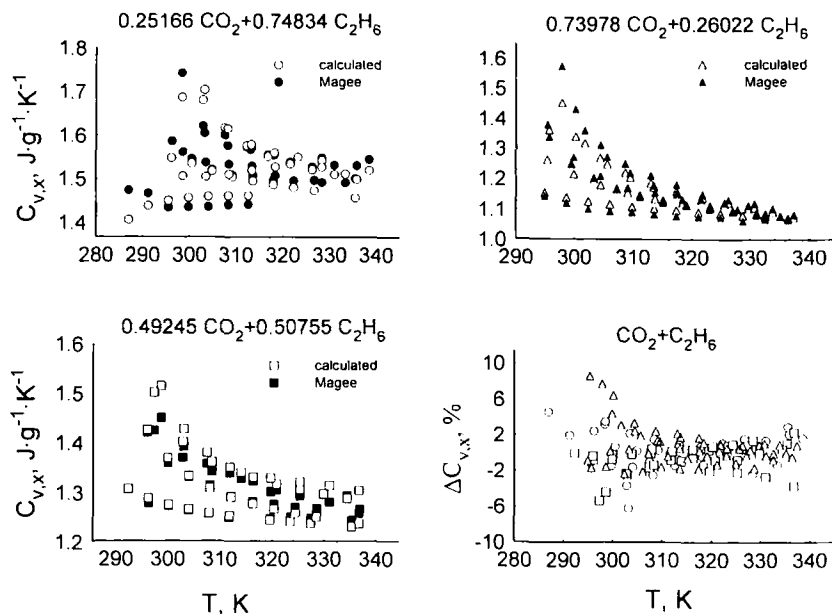 0.25166 CO₂+0.74834 C₂H₆
1.8
1.7
1.6
1.5
1.4
C_{V,X}, J·g⁻¹·K⁻¹
calculated
Magee
280 290 300 310 320 330 340
0.73978 CO₂+0.26022 C₂H₆
1.6
1.5
1.4
1.3
1.2
1.1
1.0
calculated
Magee
290 300 310 320 330 340
0.49245 CO₂+0.50755 C₂H₆
1.6
1.5
1.4
1.3
1.2
C_{V,X}, J·g⁻¹·K⁻¹
calculated
Magee
290 300 310 320 330 340
T, K
CO₂+C₂H₆
10
6
2
-2
-6
-10
ΔC_{V,X}, %
280 290 300 310 320 330 340
T, K